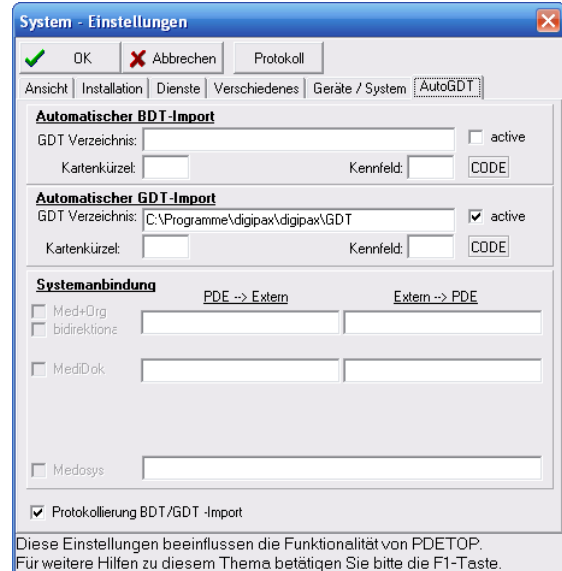 System - Einstellungen
OK Abbrechen Protokoll
Ansicht Installation Dienste Verschiedenes Geräte / System AutoGDT
Automatischer BDT-Import
GDT Verzeichnis: active
Kartenkürzel: Kennfeld: CODE
Automatischer GDT-Import
GDT Verzeichnis: C:\Programme\digipax\digipax\GDT active
Kartenkürzel: Kennfeld: CODE
Systemanbindung
PDE --> Extern Extern --> PDE
Med+Org
bidirektiona
MediDok
Medosys
Protokollierung BDT/GDT -Import
Diese Einstellungen beeinflussen die Funktionalität von PDETOP.
Für weitere Hilfen zu diesem Thema betätigen Sie bitte die F1-Taste.